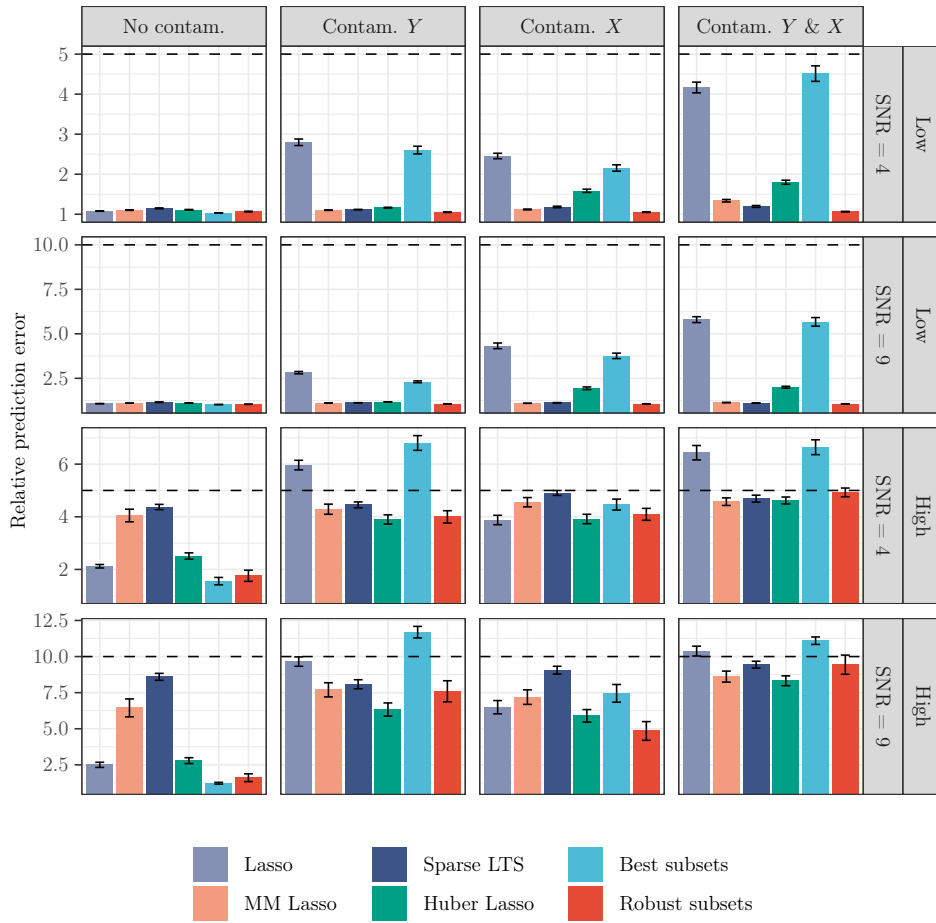 No contam.
Contam. Y
Contam. X
Contam. Y & X
Relative prediction error
5
4
3
2
1
SNR = 4
Low
10.0
5.0
2.5
SNR = 9
Low
6
4
2
SNR = 4
High
12.5
10.0
7.5
5.0
2.5
SNR = 9
High
Lasso
Sparse LTS
Best subsets
MM Lasso
Huber Lasso
Robust subsets